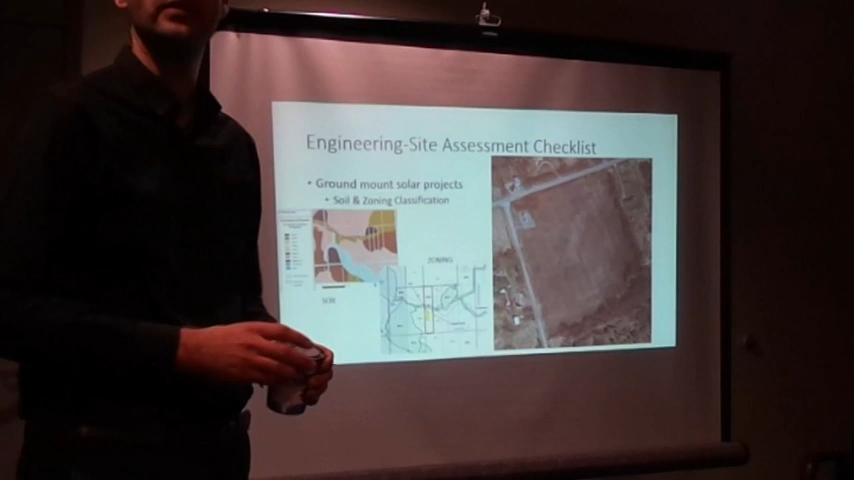 Engineering-Site Assessment Checklist
• Ground mount solar projects
• Soil & Zoning Classification
ZONING
SOIL